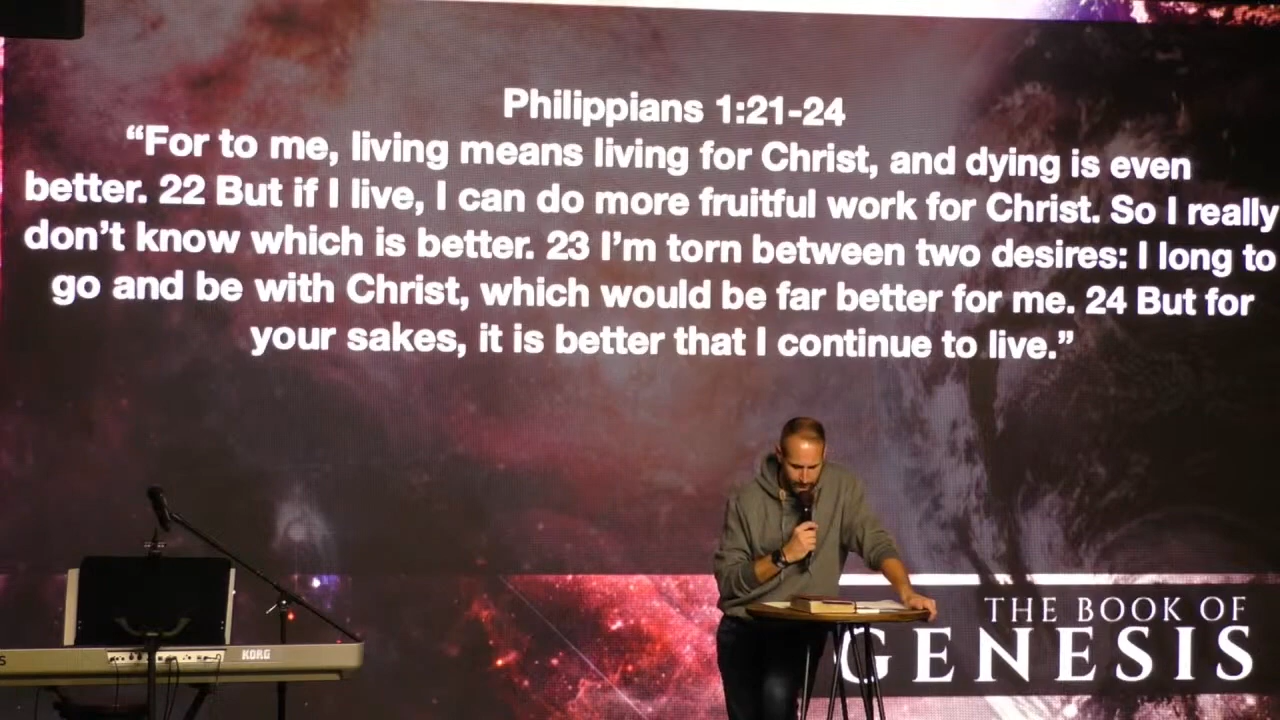 Philippians 1:21-24
“For to me, living means living for Christ, and dying is even
better. 22 But if I live, I can do more fruitful work for Christ. So I really
don’t know which is better. 23 I’m torn between two desires: I long to
go and be with Christ, which would be far better for me. 24 But for
your sakes, it is better that I continue to live.”
THE BOOK OF
GENESIS
S
KORG